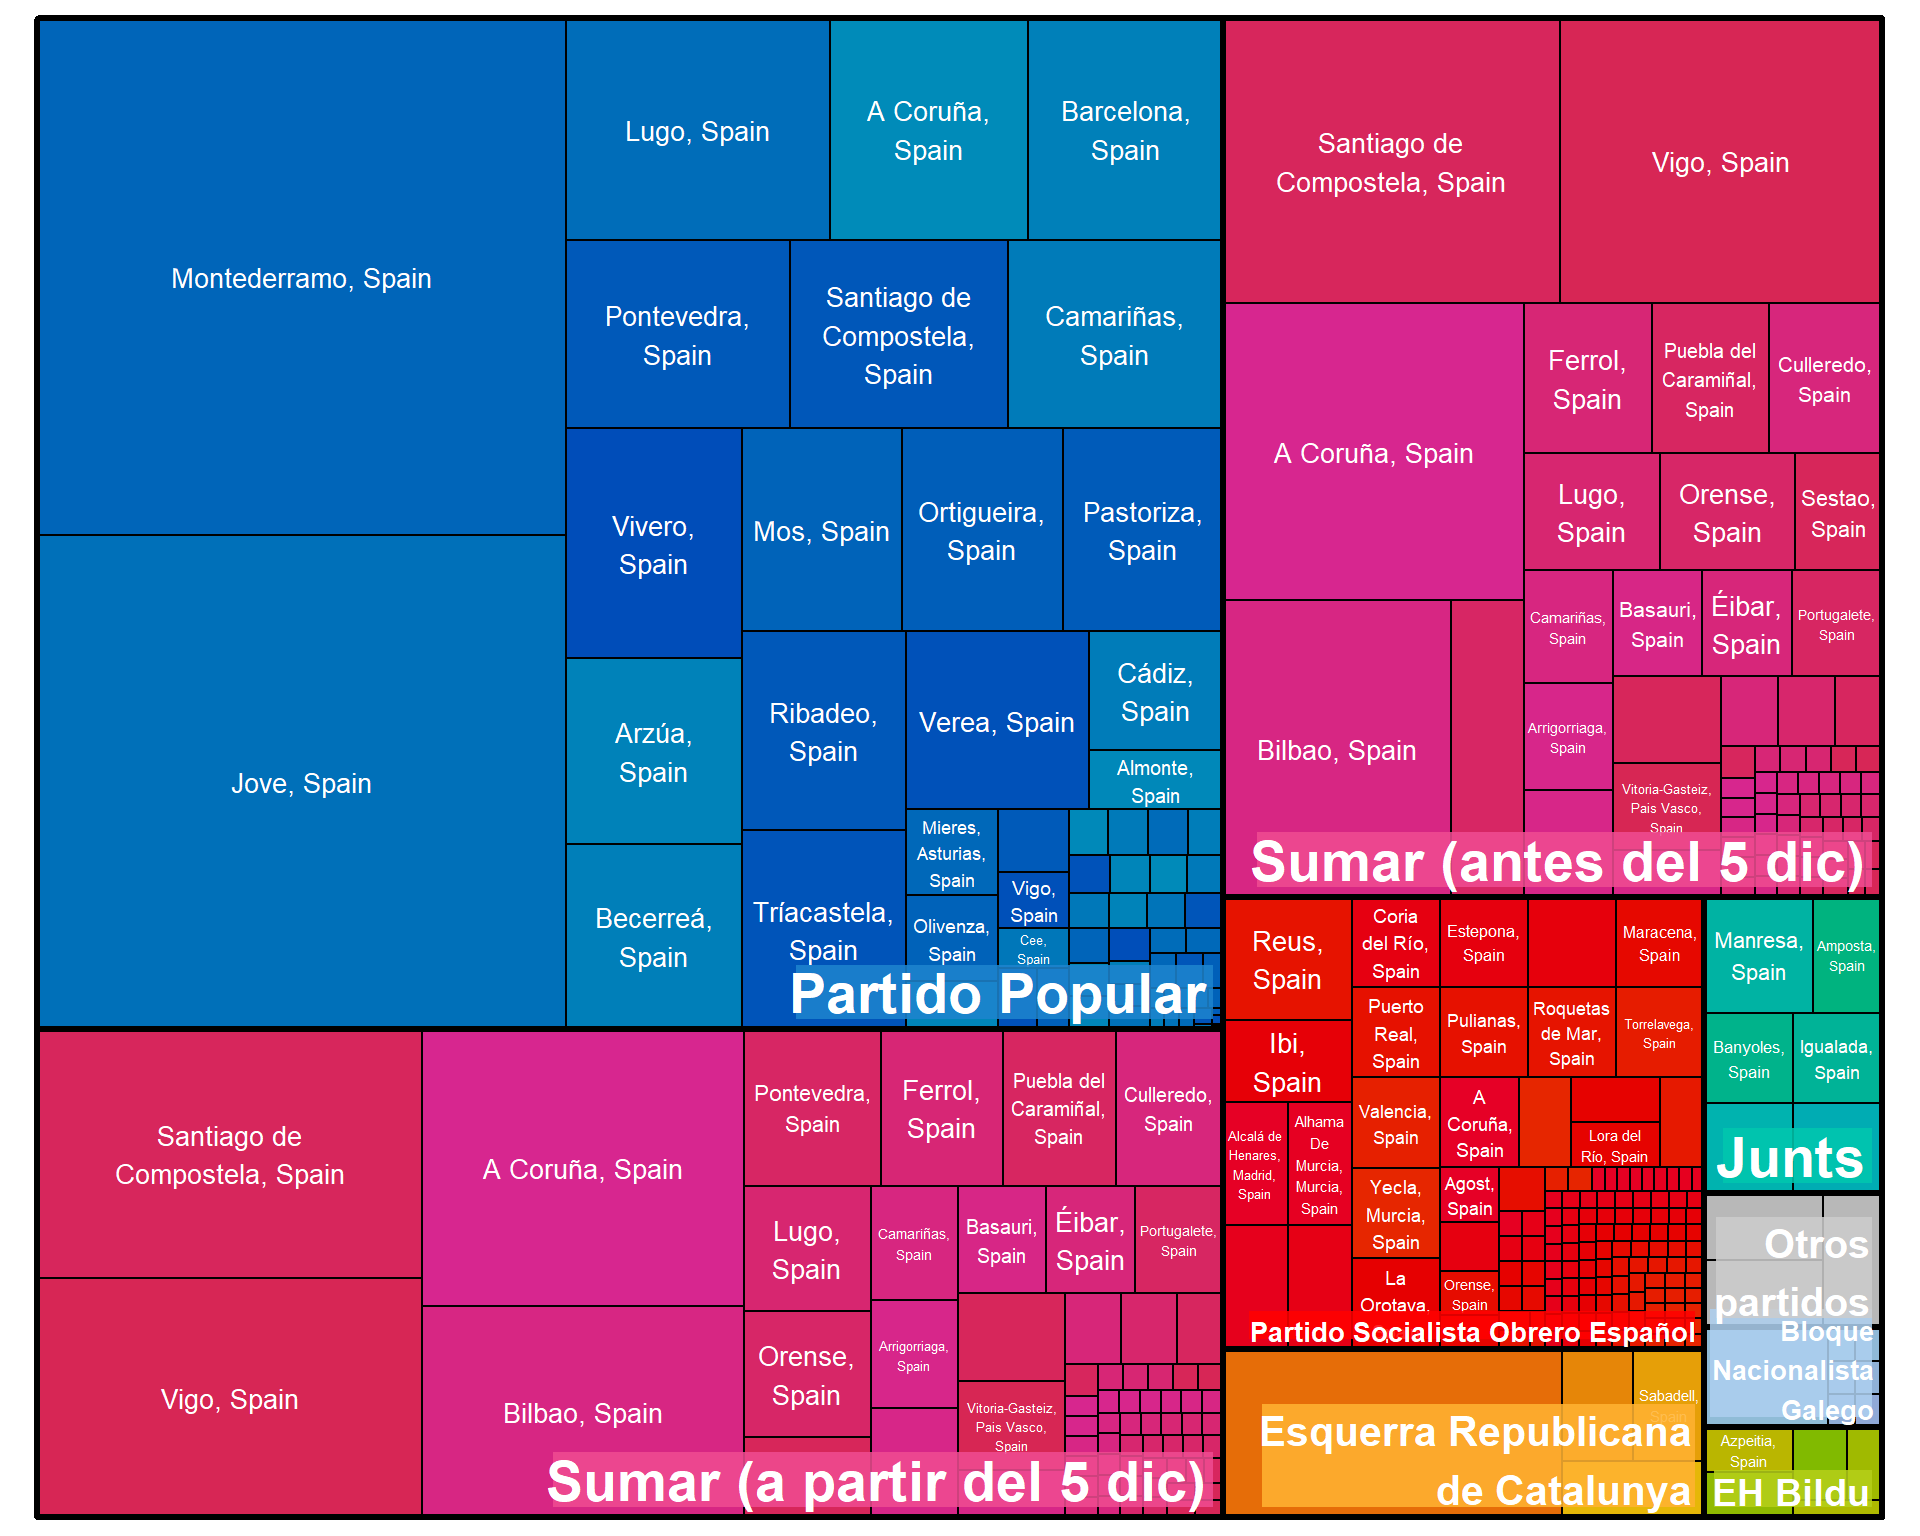 Montederramo, Spain
Jove, Spain
Lugo, Spain
A Coruña,
Spain
Barcelona,
Spain
Pontevedra,
Spain
Santiago de
Compostela,
Spain
Camariñas,
Spain
Vivero,
Spain
Mos, Spain
Ortigueira,
Spain
Pastoriza,
Spain
Arzúa,
Spain
Becerreá,
Spain
Ribadeo,
Spain
Verea, Spain
Cádiz,
Spain
Almonte,
Spain
Tríacastela,
Spain
Mieres,
Asturias,
Spain
Olivenza,
Spain
Vigo,
Spain
Cee,
Spain
Partido Popular
Santiago de
Compostela, Spain
Vigo, Spain
A Coruña, Spain
Bilbao, Spain
Pontevedra,
Spain
Ferrol,
Spain
Puebla del
Caramiñal,
Spain
Culleredo,
Spain
Lugo,
Spain
Orense,
Spain
Camariñas,
Spain
Arrigorriaga,
Spain
Basauri,
Spain
Éibar,
Spain
Portugalete,
Spain
Vitoria-Gasteiz,
Pais Vasco,
Spain
Sumar (a partir del 5 dic)
Santiago de
Compostela, Spain
Vigo, Spain
A Coruña, Spain
Bilbao, Spain
Ferrol,
Spain
Puebla del
Caramiñal,
Spain
Culleredo,
Spain
Lugo,
Spain
Orense,
Spain
Sestao,
Spain
Camariñas,
Spain
Basauri,
Spain
Éibar,
Spain
Portugalete,
Spain
Arrigorriaga,
Spain
Vitoria-Gasteiz,
Pais Vasco,
Spain
Sumar (antes del 5 dic)
Reus,
Spain
Ibi,
Spain
Alcalá de
Henares,
Madrid,
Spain
Alhama
De
Murcia,
Murcia,
Spain
Coria
del Río,
Spain
Puerto
Real,
Spain
Valencia,
Spain
Yecla,
Murcia,
Spain
La
Orotava,
Estepona,
Spain
Maracena,
Spain
Pulianas,
Spain
Roquetas
de Mar,
Spain
Torrelavega,
Spain
A
Coruña,
Spain
Lora del
Río, Spain
Agost,
Spain
Orense,
Spain
Partido Socialista Obrero Español
Sabadell,
Spain
Esquerra Republicana
de Catalunya
Manresa,
Spain
Amposta,
Spain
Banyoles,
Spain
Igualada,
Spain
Junts
Otros
partidos
Bloque
Nacionalista
Galego
Azpeitia,
Spain
EH Bildu